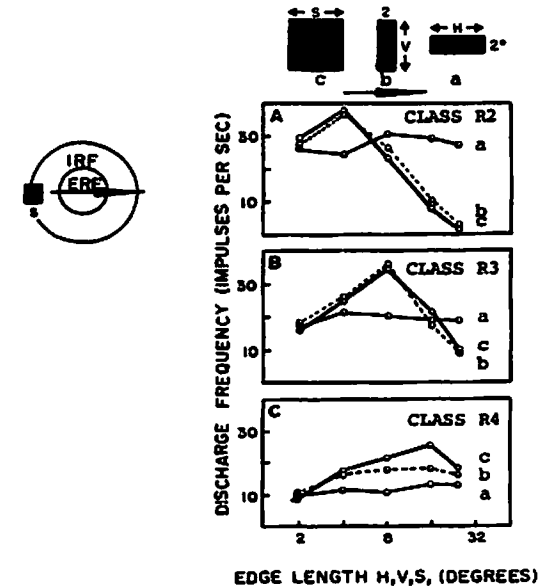 S
2
V
H
2°
c
b
a
IRF
ERF
S
A
CLASS R2
30
10
a
b
c
B
CLASS R3
30
10
a
c
b
C
CLASS R4
30
10
c
b
a
2
8
32
DISCHARGE FREQUENCY (IMPULSES PER SEC)
EDGE LENGTH H,V,S, (DEGREES)